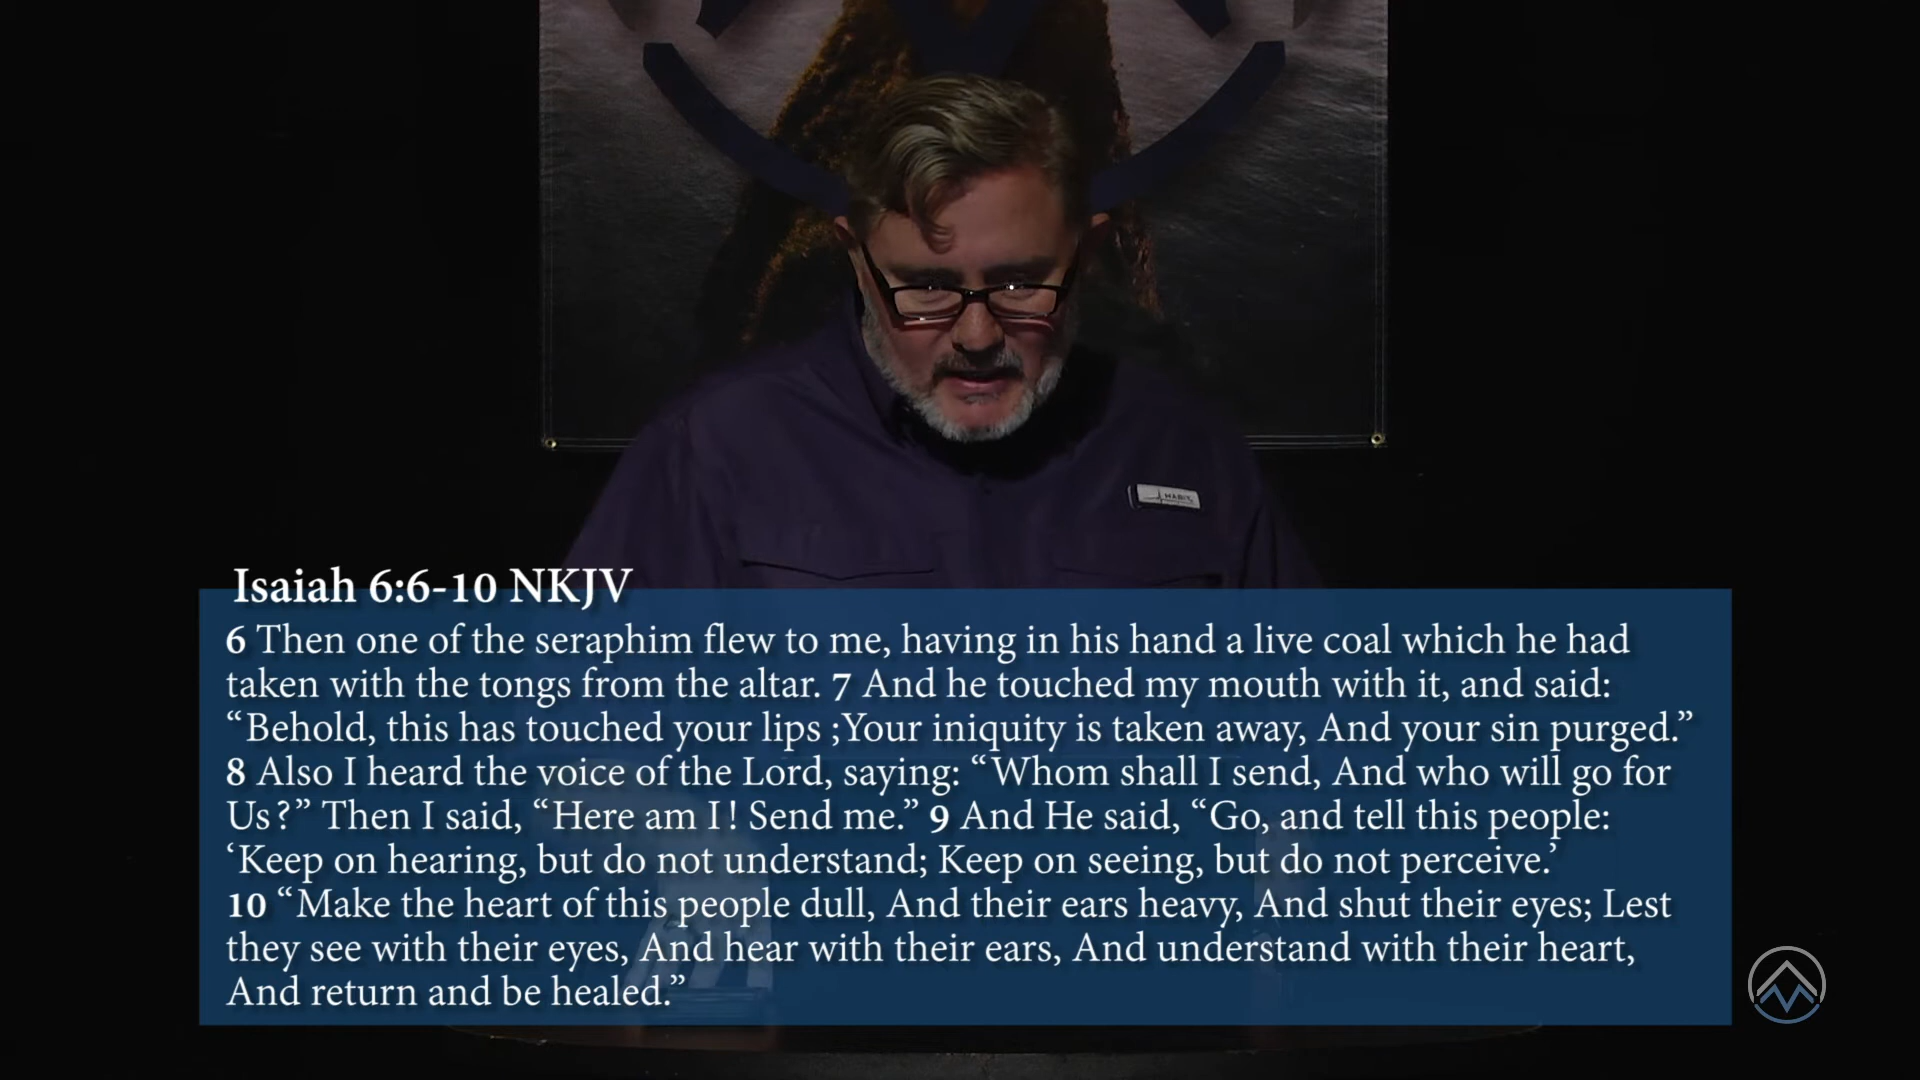 HABIT
Isaiah 6:6-10 NKJV
6 Then one of the seraphim flew to me, having in his hand a live coal which he had
taken with the tongs from the altar. 7 And he touched my mouth with it, and said:
“Behold, this has touched your lips ;Your iniquity is taken away, And your sin purged.”
8 Also I heard the voice of the Lord, saying: “Whom shall I send, And who will go for
Us?” Then I said, “Here am I! Send me.” 9 And He said, “Go, and tell this people:
‘Keep on hearing, but do not understand; Keep on seeing, but do not perceive.’
10 “Make the heart of this people dull, And their ears heavy, And shut their eyes; Lest
they see with their eyes, And hear with their ears, And understand with their heart,
And return and be healed.”